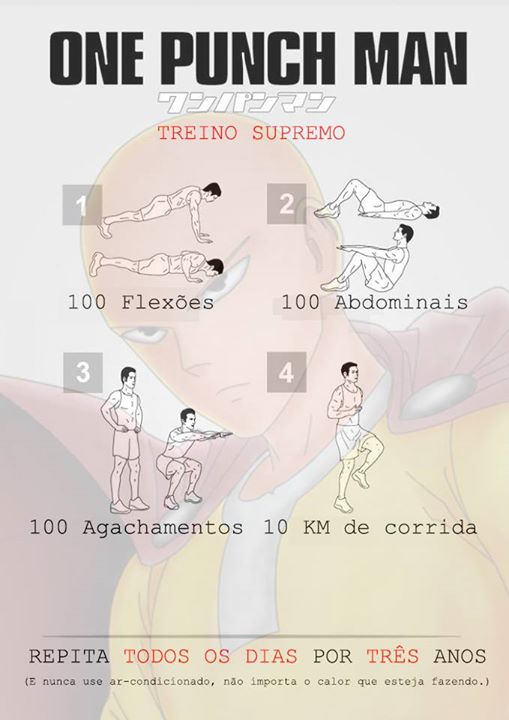 ONE PUNCH MAN
ワンパンマン
TREINO SUPREMO
1
2
100 Flexões
100 Abdominais
3
4
100 Agachamentos
10 KM de corrida
REPITA TODOS OS DIAS POR TRÊS ANOS
(E nunca use ar-condicionado, não importa o calor que esteja fazendo.)